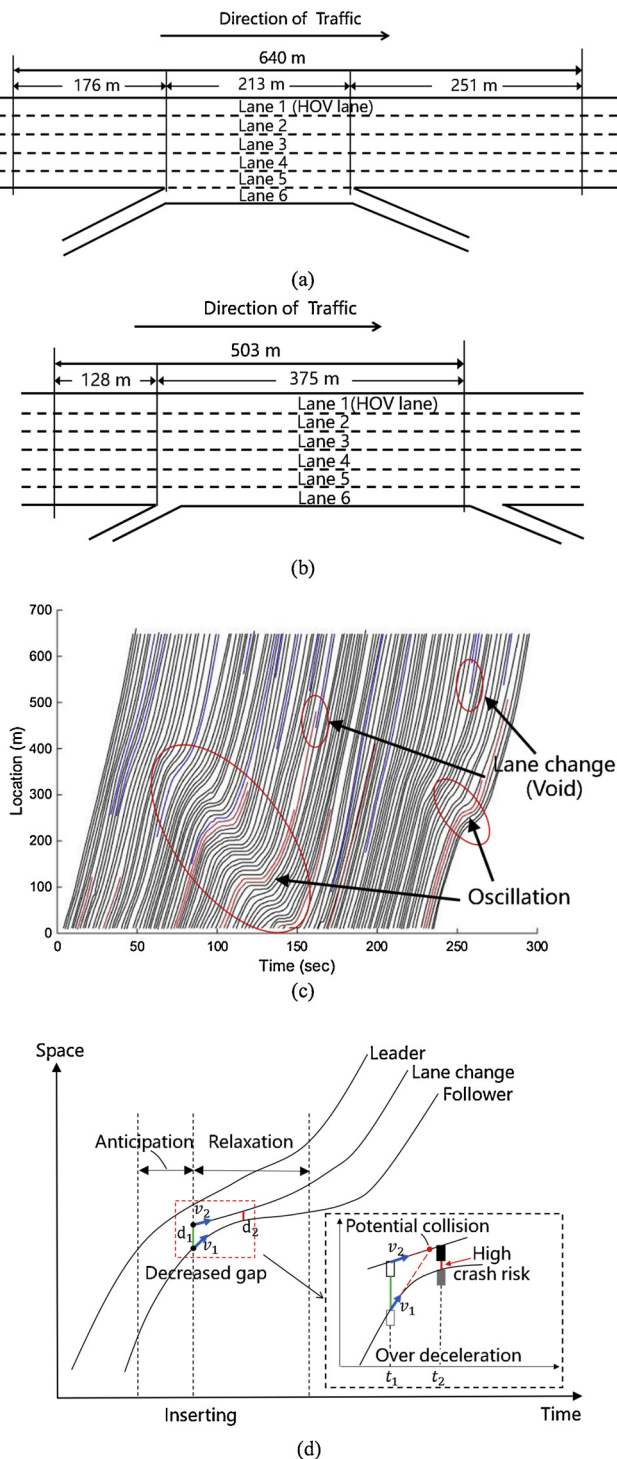 Direction of Traffic
640 m
176 m 213 m 251 m
Lane 1 (HOV lane)
Lane 2
Lane 3
Lane 4
Lane 5
Lane 6
(a)
Direction of Traffic
503 m
128 m 375 m
Lane 1(HOV lane)
Lane 2
Lane 3
Lane 4
Lane 5
Lane 6
(b)
700
600
500
400
300
200
100
0
Location (m)
Lane change
(Void)
Oscillation
0 50 100 150 200 250 300
Time (sec)
(c)
Space
Leader
Lane change
Follower
Anticipation Relaxation
v₂
d₁ d₂
v₁
Decreased gap
Potential collision
v₂ High
crash risk
v₁
Over deceleration
t₁ t₂
Inserting Time
(d)